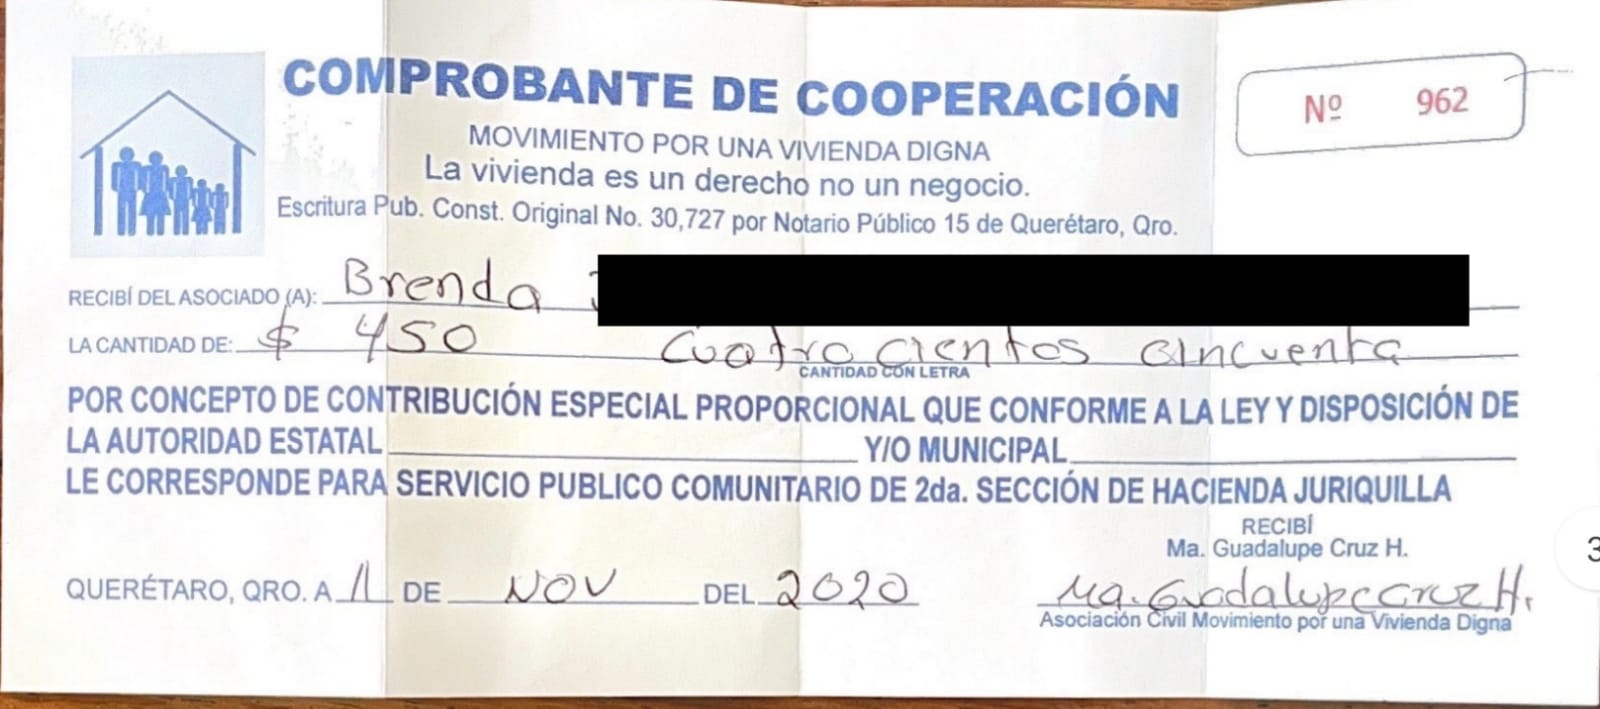 COMPROBANTE DE COOPERACIÓN
Nº 962
MOVIMIENTO POR UNA VIVIENDA DIGNA
La vivienda es un derecho no un negocio.
Escritura Pub. Const. Original No. 30,727 por Notario Público 15 de Querétaro, Qro.
RECIBÍ DEL ASOCIADO (A): Brenda
LA CANTIDAD DE: $ 450 Cuatrocientos cincuenta
CANTIDAD CON LETRA
POR CONCEPTO DE CONTRIBUCIÓN ESPECIAL PROPORCIONAL QUE CONFORME A LA LEY Y DISPOSICIÓN DE
LA AUTORIDAD ESTATAL Y/O MUNICIPAL
LE CORRESPONDE PARA SERVICIO PUBLICO COMUNITARIO DE 2da. SECCIÓN DE HACIENDA JURIQUILLA
RECIBÍ
Ma. Guadalupe Cruz H.
QUERÉTARO, QRO. A 11 DE NOV DEL 2020 Ma. Guadalupe Cruz H.
Asociación Civil Movimiento por una Vivienda Digna
3